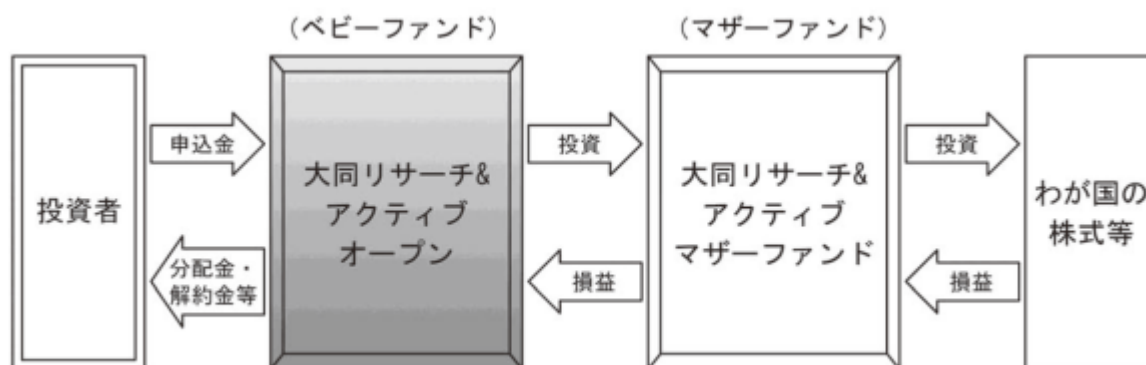 （ベビーファンド）
（マザーファンド）
投資者
申込金
分配金・
解約金等
大同リサーチ&
アクティブ
オープン
投資
損益
大同リサーチ&
アクティブ
マザーファンド
投資
損益
わが国の
株式等